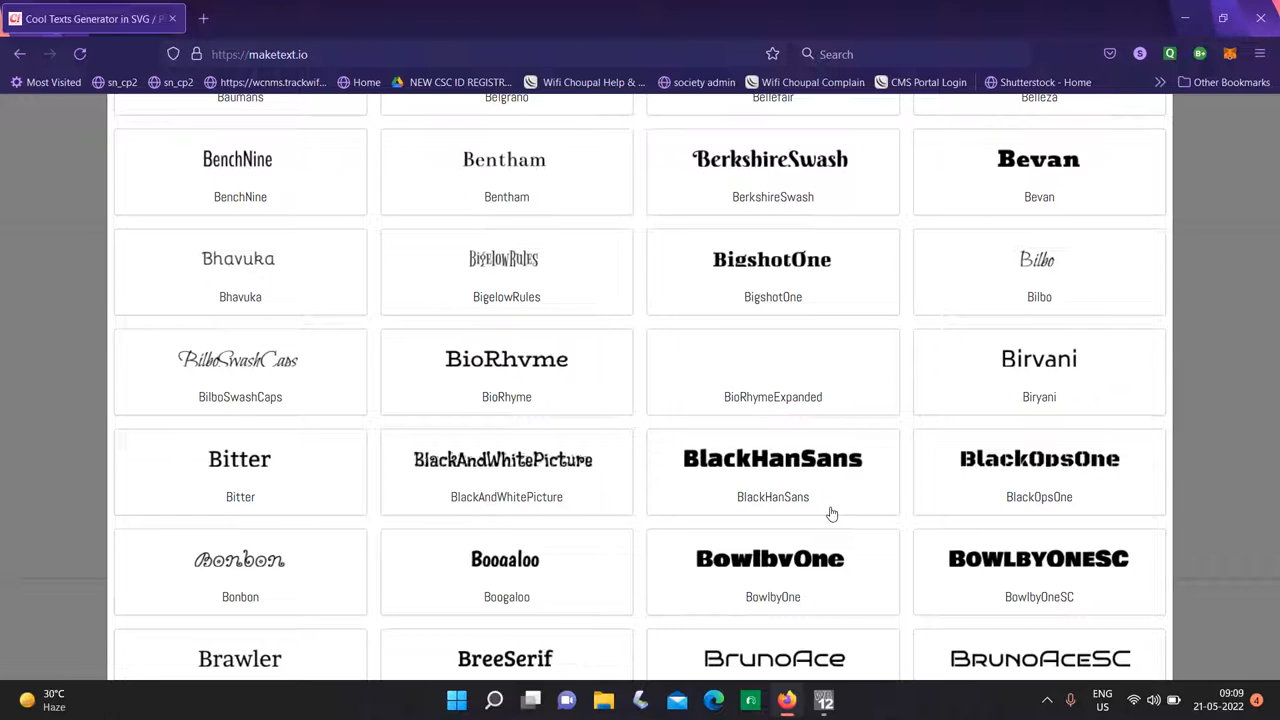 Cool Texts Generator in SVG / P
https://maketext.io
Search
Most Visited
sn_cp2
sn_cp2
https://wcnms.trackwif...
Home
NEW CSC ID REGISTR...
Wifi Choupal Help & ...
society admin
Wifi Choupal Complain
CMS Portal Login
Shutterstock - Home
Other Bookmarks
Baumans
Belgrano
Bellefair
Belleza
BenchNine
Bentham
BerkshireSwash
Bevan
BenchNine
Bentham
BerkshireSwash
Bevan
Bhavuka
BigelowRules
BigshotOne
Bilbo
Bhavuka
BigelowRules
BigshotOne
Bilbo
BilboSwashCaps
BioRhyme
Biryani
BilboSwashCaps
BioRhyme
BioRhymeExpanded
Biryani
Bitter
BlackAndWhitePicture
BlackHanSans
BlackOpsOne
Bitter
BlackAndWhitePicture
BlackHanSans
BlackOpsOne
Bonbon
Boogaloo
BowlbyOne
BOWLBYONESC
Bonbon
Boogaloo
BowlbyOne
BowlbyOneSC
Brawler
BreeSerif
BrunoAce
BRUNOACESC
30°C
Haze
12
ENG
US
09:09
21-05-2022
4